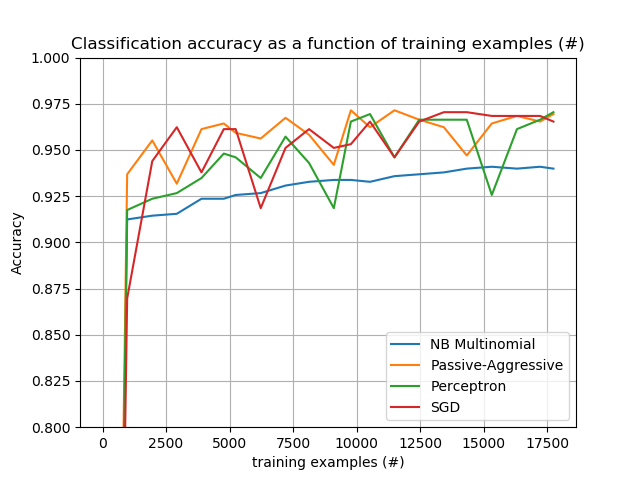 Classification accuracy as a function of training examples (#)
1.000
0.975
0.950
0.925
0.900
0.875
0.850
0.825
0.800
Accuracy
NB Multinomial
Passive-Aggressive
Perceptron
SGD
0 2500 5000 7500 10000 12500 15000 17500
training examples (#)